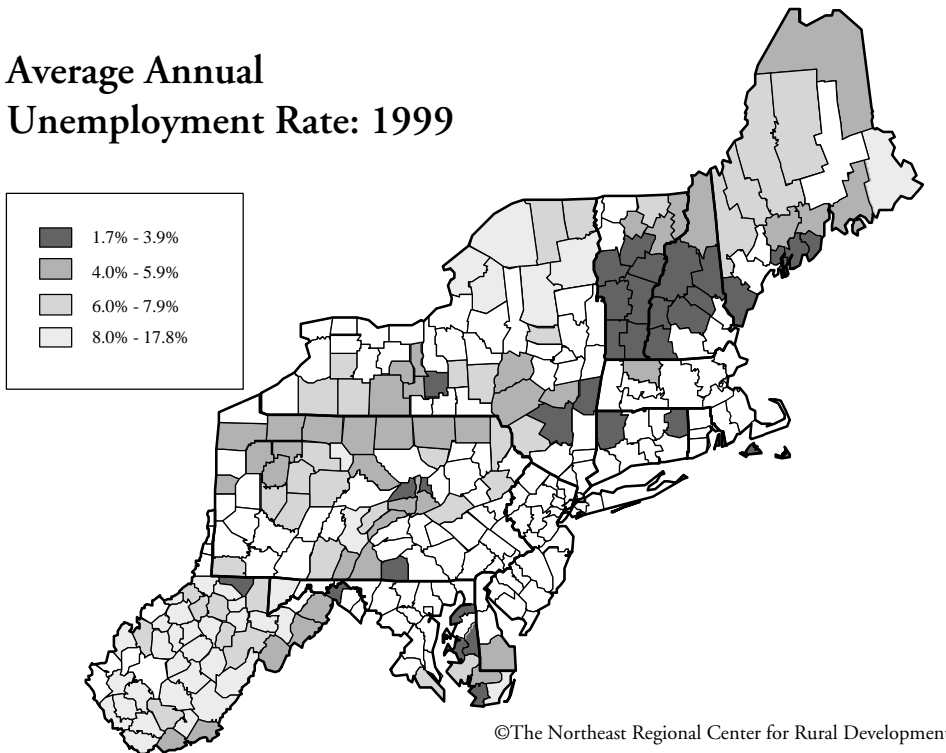 Average Annual
Unemployment Rate: 1999
1.7% - 3.9%
4.0% - 5.9%
6.0% - 7.9%
8.0% - 17.8%
©The Northeast Regional Center for Rural Developmen